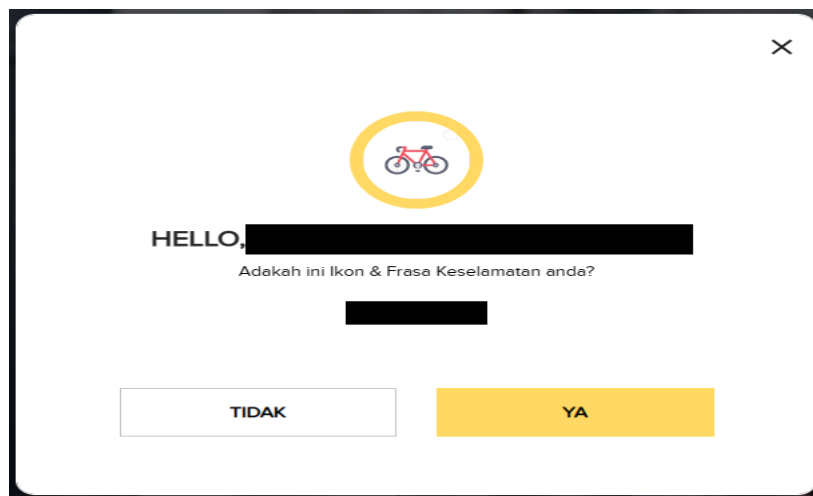 HELLO,
Adakah ini Ikon & Frasa Keselamatan anda?
TIDAK
YA